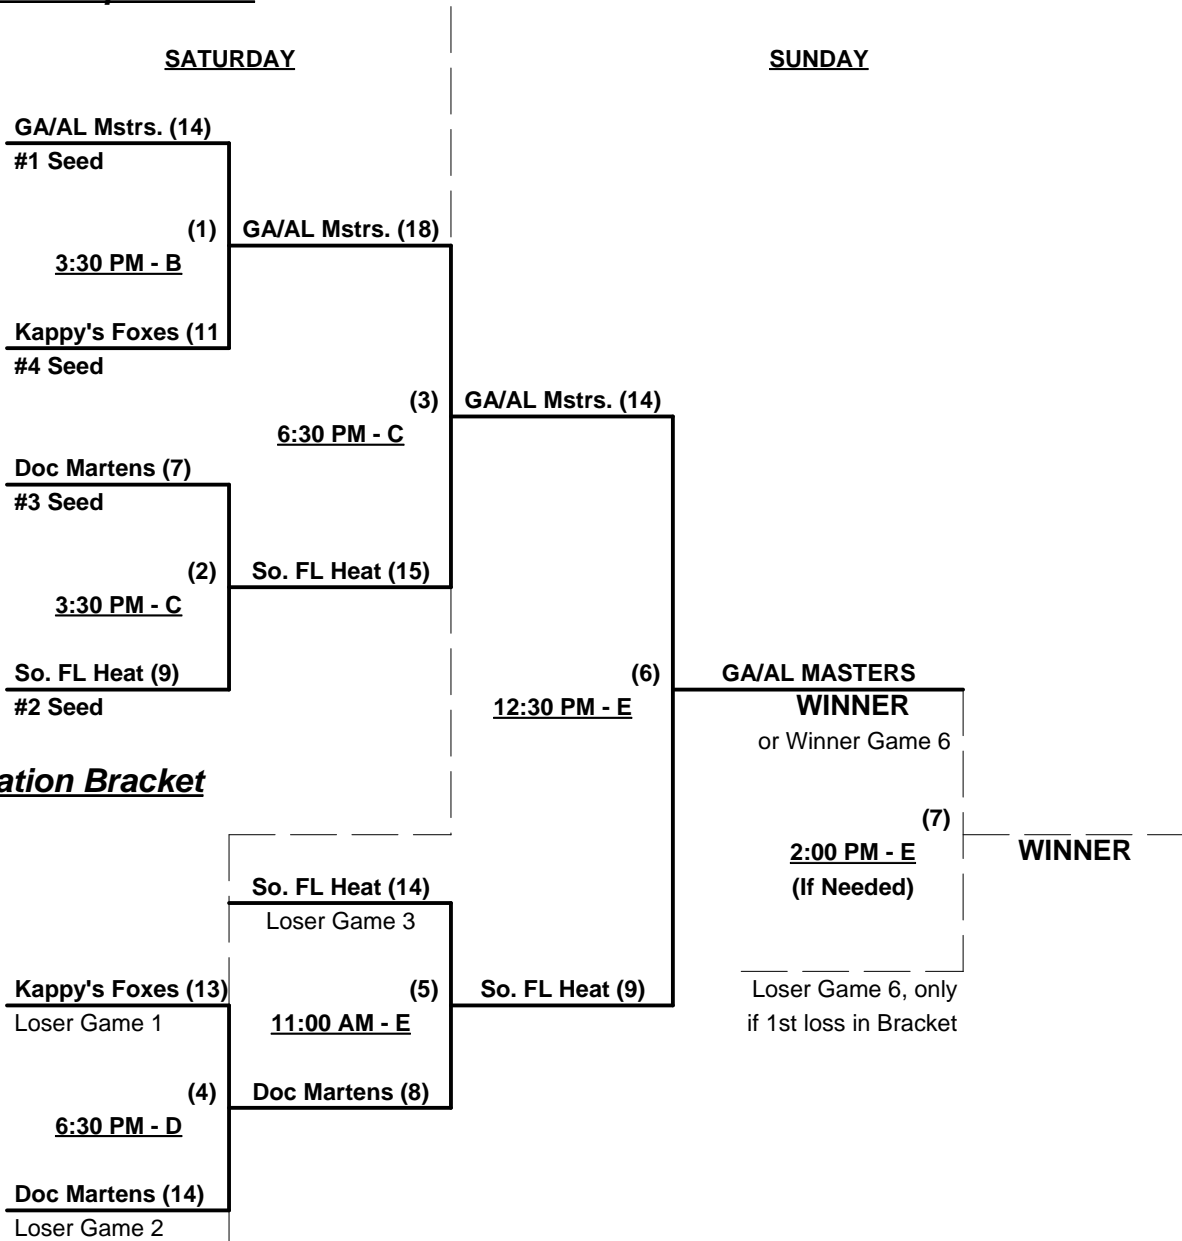 SATURDAY
SUNDAY
GA/AL Mstrs. (14)
#1 Seed
(1)
GA/AL Mstrs. (18)
3:30 PM - B
Kappy's Foxes (11
#4 Seed
(3)
GA/AL Mstrs. (14)
6:30 PM - C
Doc Martens (7)
#3 Seed
(2)
So. FL Heat (15)
3:30 PM - C
So. FL Heat (9)
#2 Seed
(6)
GA/AL MASTERS
12:30 PM - E
WINNER
or Winner Game 6
ation Bracket
(7)
2:00 PM - E
WINNER
(If Needed)
So. FL Heat (14)
Loser Game 3
Kappy's Foxes (13)
Loser Game 1
(5)
So. FL Heat (9)
11:00 AM - E
Loser Game 6, only
if 1st loss in Bracket
(4)
Doc Martens (8)
6:30 PM - D
Doc Martens (14)
Loser Game 2